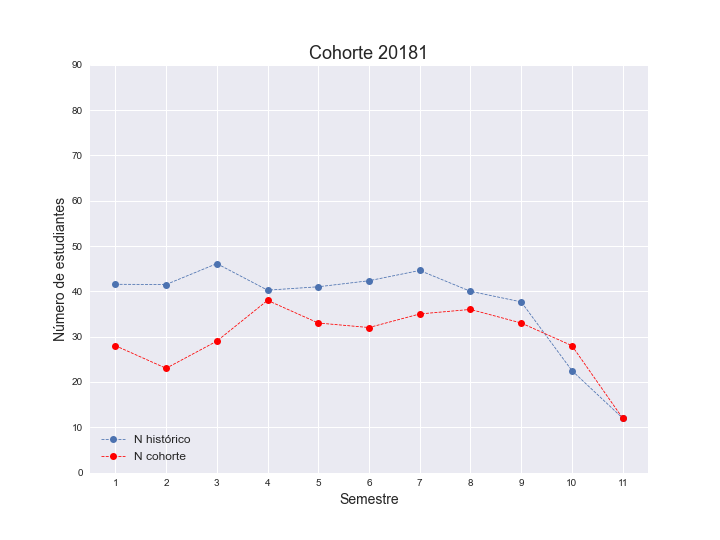 Cohorte 20181
Número de estudiantes
90
80
70
60
50
40
30
20
10
0
N histórico
N cohorte
1 2 3 4 5 6 7 8 9 10 11
Semestre